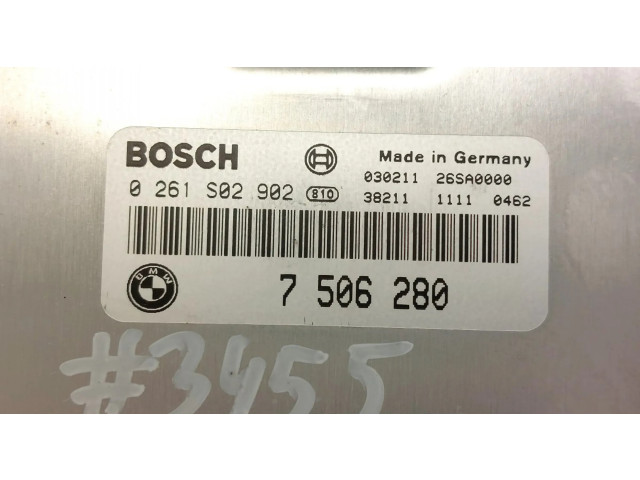 BOSCH Made in Germany
030211 26SA0000
0 261 S02 902 810 38211 1111 0462
BMW 7 506 280
#3455